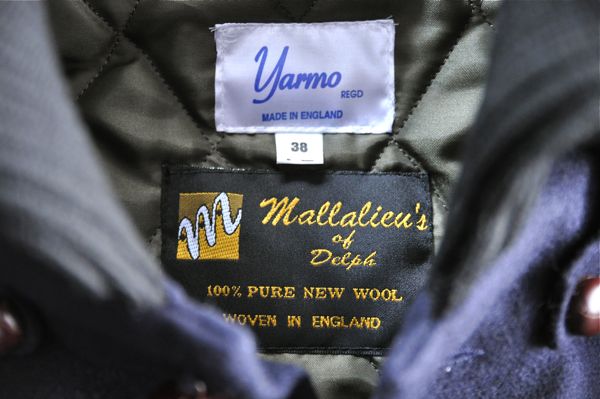 Yarmo
REGD
MADE IN ENGLAND
38
m
Mallalieu's
of
Delph
100% PURE NEW WOOL
WOVEN IN ENGLAND